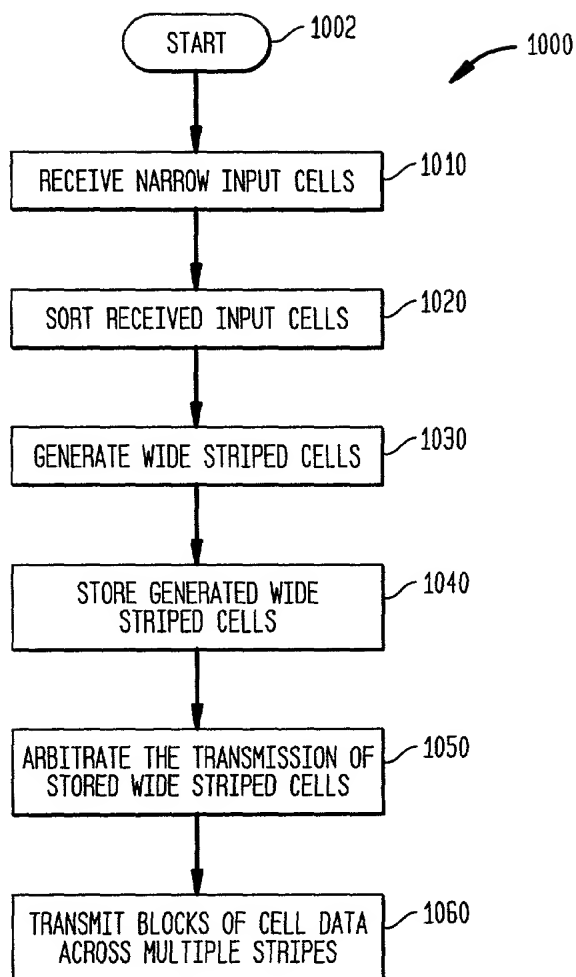 START
1002
1000
RECEIVE NARROW INPUT CELLS
1010
SORT RECEIVED INPUT CELLS
1020
GENERATE WIDE STRIPED CELLS
1030
STORE GENERATED WIDE
STRIPED CELLS
1040
ARBITRATE THE TRANSMISSION OF
STORED WIDE STRIPED CELLS
1050
TRANSMIT BLOCKS OF CELL DATA
ACROSS MULTIPLE STRIPES
1060